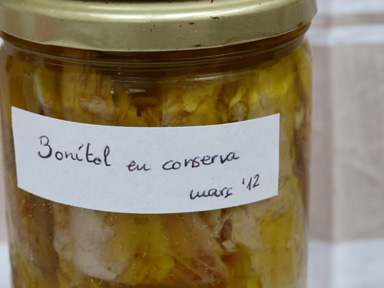 Bonítol en conserva
març '12